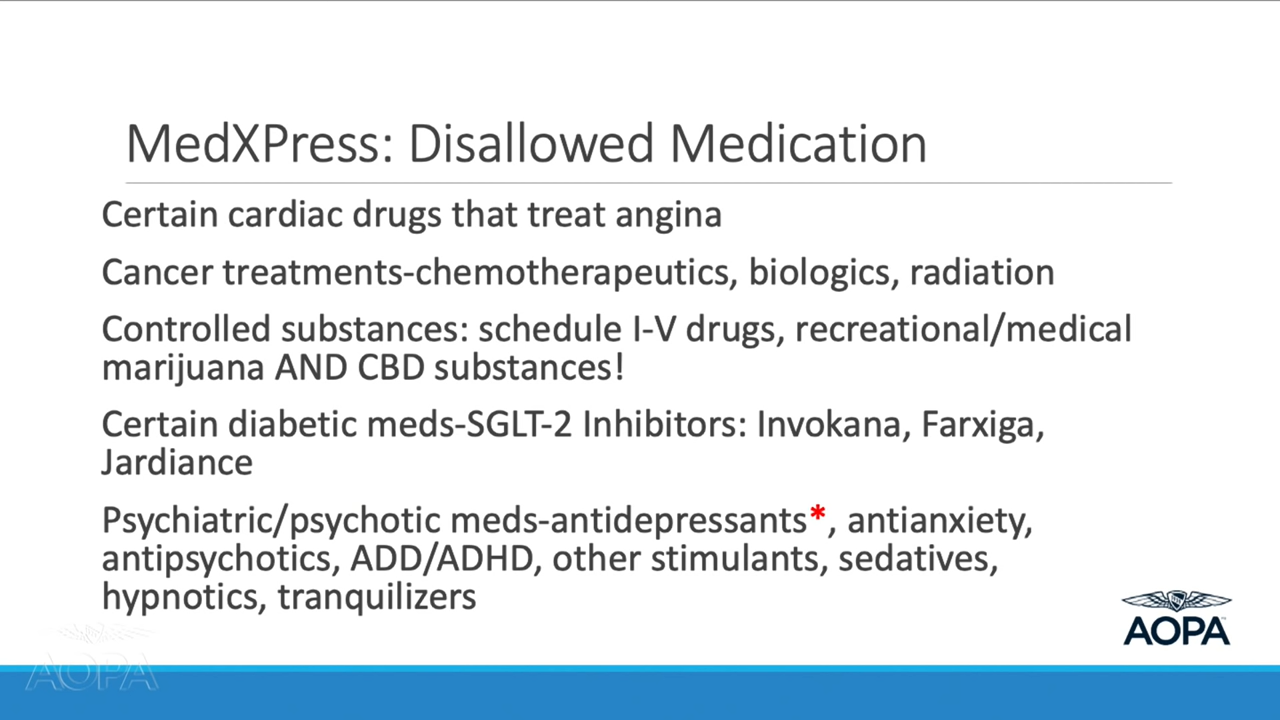 MedXPress: Disallowed Medication
Certain cardiac drugs that treat angina
Cancer treatments-chemotherapeutics, biologics, radiation
Controlled substances: schedule I-V drugs, recreational/medical
marijuana AND CBD substances!
Certain diabetic meds-SGLT-2 Inhibitors: Invokana, Farxiga,
Jardiance
Psychiatric/psychotic meds-antidepressants*, antianxiety,
antipsychotics, ADD/ADHD, other stimulants, sedatives,
hypnotics, tranquilizers
AOPA
AOPA